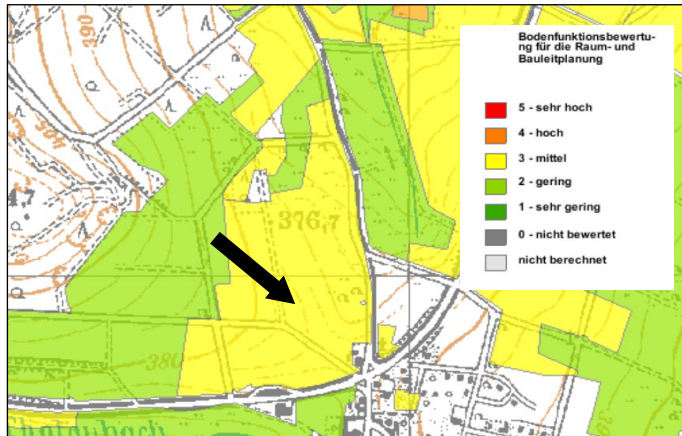 390
Bodenfunktionsbewertu-
ng für die Raum- und
Bauleitplanung
5 - sehr hoch
4 - hoch
3 - mittel
2 - gering
1 - sehr gering
0 - nicht bewertet
nicht berechnet
376,7
380